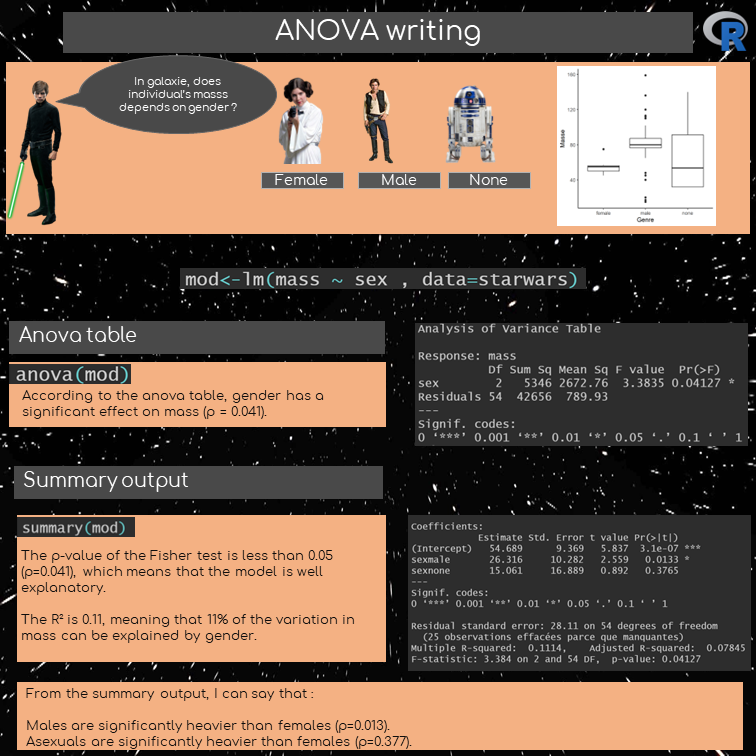 ANOVA writing
R
In galaxie, does
individual's masss
depends on gender ?
Female
Male
None
Masse
160
120
80
40
female
male
none
Genre
mod<-lm(mass ~ sex , data=starwars)
Anova table
anova(mod)
According to the anova table, gender has a
significant effect on mass (ρ = 0.041).
Analysis of Variance Table
Response: mass
Df Sum Sq Mean Sq F value Pr(>F)
sex 2 5346 2672.76 3.3835 0.04127 *
Residuals 54 42656 789.93
---
Signif. codes:
0 ‘***’ 0.001 ‘**’ 0.01 ‘*’ 0.05 ‘.’ 0.1 ‘ ’ 1
Summary output
summary(mod)
The ρ-value of the Fisher test is less than 0.05
(ρ=0.041), which means that the model is well
explanatory.
The R² is 0.11, meaning that 11% of the variation in
mass can be explained by gender.
Coefficients:
Estimate Std. Error t value Pr(>|t|)
(Intercept) 54.689 9.369 5.837 3.1e-07 ***
sexmale 26.316 10.282 2.559 0.0133 *
sexnone 15.061 16.889 0.892 0.3765
---
Signif. codes:
0 ‘***’ 0.001 ‘**’ 0.01 ‘*’ 0.05 ‘.’ 0.1 ‘ ’ 1
Residual standard error: 28.11 on 54 degrees of freedom
(25 observations effacées parce que manquantes)
Multiple R-squared: 0.1114, Adjusted R-squared: 0.07845
F-statistic: 3.384 on 2 and 54 DF, p-value: 0.04127
From the summary output, I can say that :
Males are significantly heavier than females (ρ=0.013).
Asexuals are significantly heavier than females (ρ=0.377).